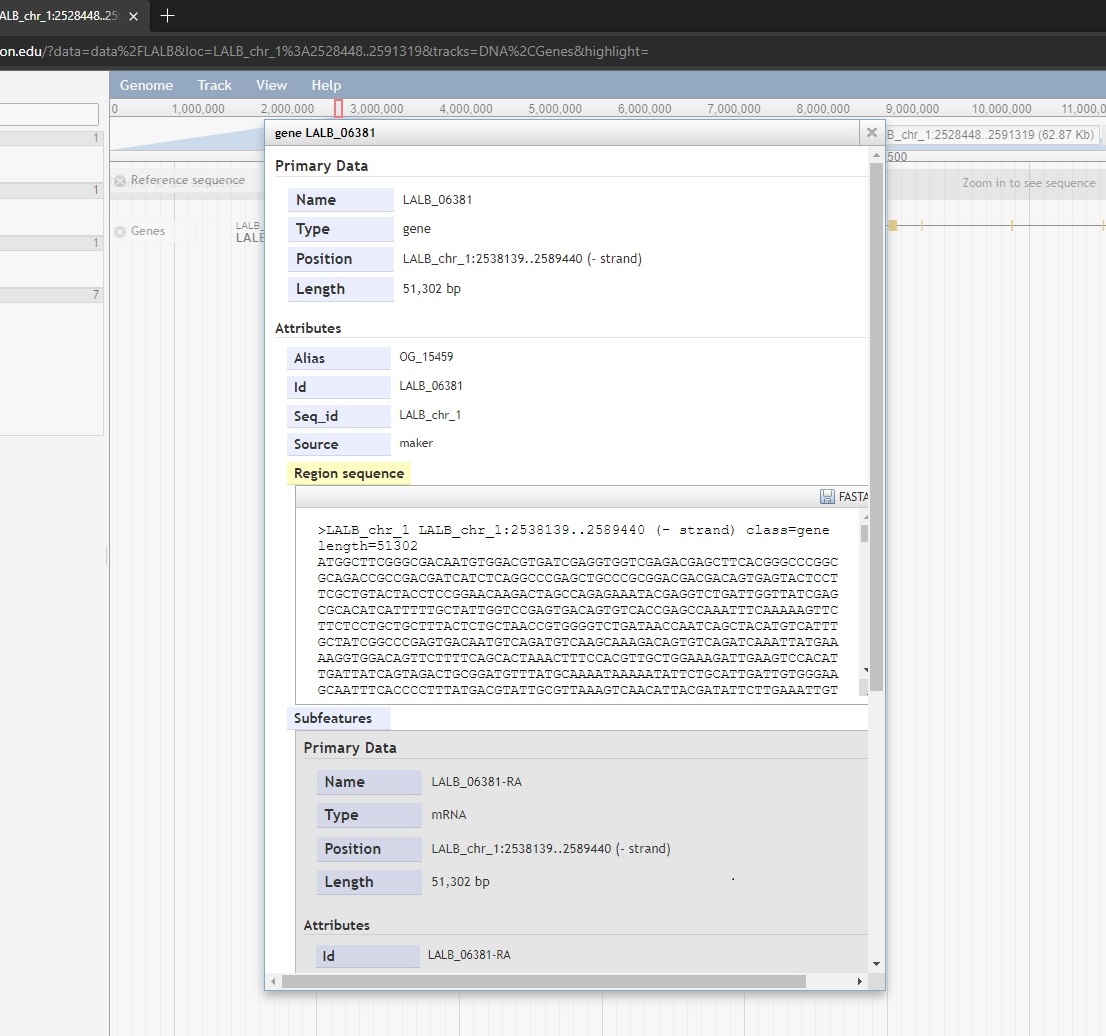 ALB_chr_1:2528448..25
on.edu/?data=data%2FLALB&loc=LALB_chr_1%3A2528448..2591319&tracks=DNA%2CGenes&highlight=
Genome Track View Help
0 1,000,000 2,000,000 3,000,000 4,000,000 5,000,000 6,000,000 7,000,000 8,000,000 9,000,000 10,000,000 11,000,0
gene LALB_06381
B_chr_1:2528448..2591319 (62.87 Kb)
1
500
Primary Data
Reference sequence
Zoom in to see sequence
1
Name LALB_06381
Type gene
Genes
LALB_
LALE
1
Position LALB_chr_1:2538139..2589440 (- strand)
Length 51,302 bp
7
Attributes
Alias OG_15459
Id LALB_06381
Seq_id LALB_chr_1
Source maker
Region sequence
FASTA
>LALB_chr_1 LALB_chr_1:2538139..2589440 (- strand) class=gene
length=51302
ATGGCTTCGGGCGACAATGTGGACGTGATCGAGGTGGTCGAGACGAGCTTCACGGGCCCGGC
GCAGACCGCCGACGATCATCTCAGGCCCGAGCTGCCCGCGGACGACGACAGTGAGTACTCCT
TCGCTGTACTACCTCCGGAACAAGACTAGCCAGAGAAATACGAGGTCTGATTGGTTATCGAG
CGCACATCATTTTTGCTATTGGTCCGAGTGACAGTGTCACCGAGCCAAATTTCAAAAAGTTC
TTCTCCTGCTGCTTTACTCTGCTAACCGTGGGGTCTGATAACCAATCAGCTACATGTCATTT
GCTATCGGCCCGAGTGACAATGTCAGATGTCAAGCAAAGACAGTGTCAGATCAAATTATGAA
AAGGTGGACAGTTCTTTTCAGCACTAAACTTTCCACGTTGCTGGAAAGATTGAAGTCCACAT
TGATTATCAGTAGACTGCGGATGTTTATGCAAAATAAAAATATTCTGCATTGATTGTGGGAA
GCAATTTCACCCCTTTATGACGTATTGCGTTAAAGTCAACATTACGATATTCTTGAAATTGT
Subfeatures
Primary Data
Name LALB_06381-RA
Type mRNA
Position LALB_chr_1:2538139..2589440 (- strand)
Length 51,302 bp
Attributes
Id LALB_06381-RA